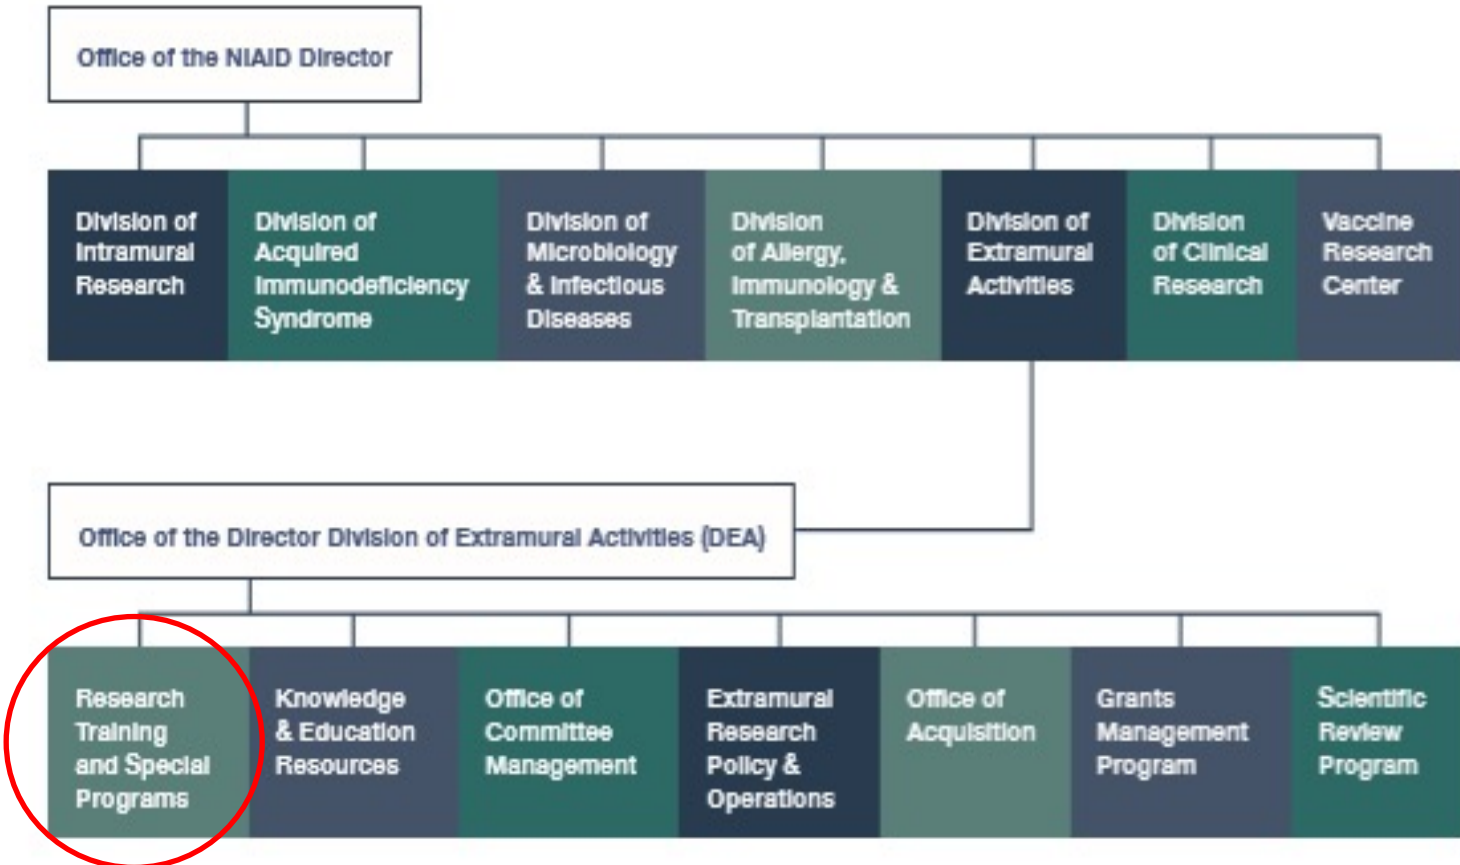 Office of the NIAID Director
Division of
Intramural
Research
Division of
Acquired
Immunodeficiency
Syndrome
Division of
Microbiology
& Infectious
Diseases
Division
of Allergy,
Immunology &
Transplantation
Division of
Extramural
Activities
Division
of Clinical
Research
Vaccine
Research
Center
Office of the Director Division of Extramural Activities (DEA)
Research
Training
and Special
Programs
Knowledge
& Education
Resources
Office of
Committee
Management
Extramural
Research
Policy &
Operations
Office of
Acquisition
Grants
Management
Program
Scientific
Review
Program